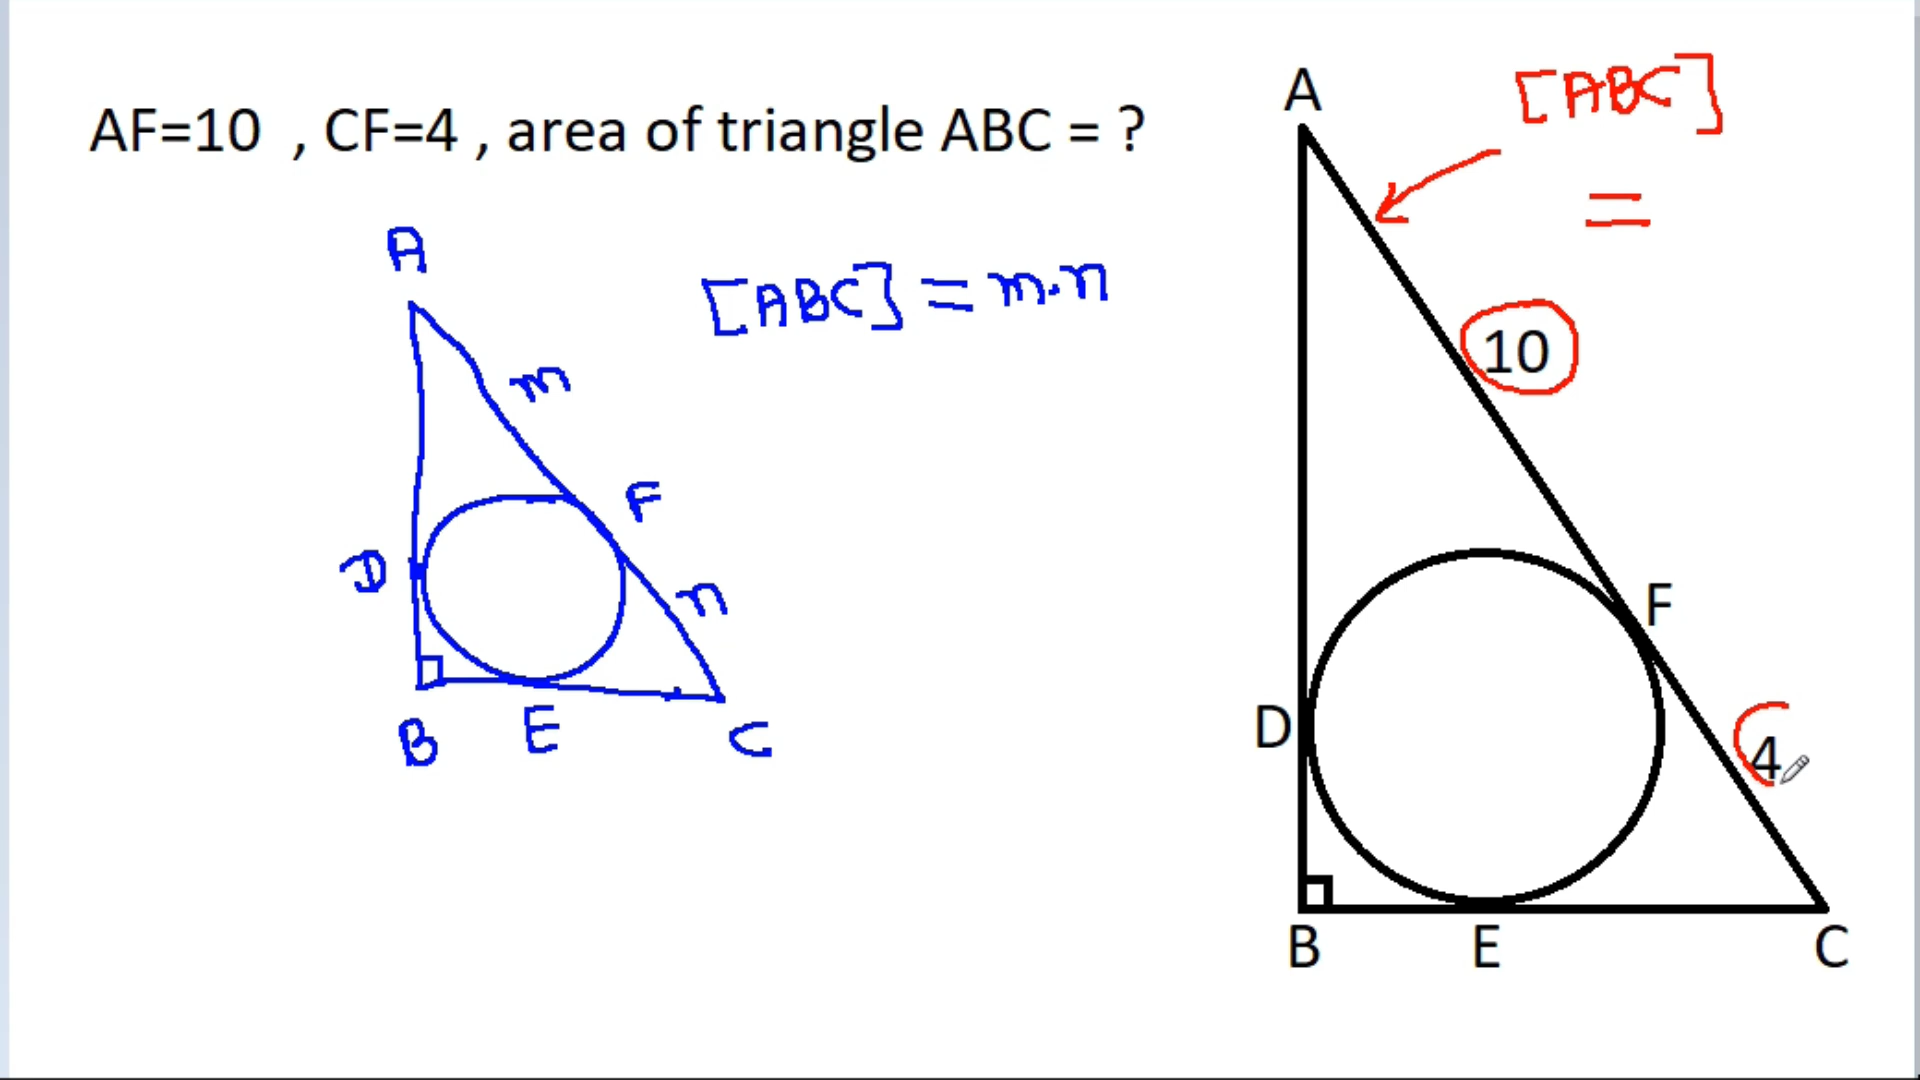 AF=10 , CF=4 , area of triangle ABC = ?
A
m
[ABC] = m.n
F
D
n
B
E
C
A
[ABC]
=
10
F
D
4
B
E
C